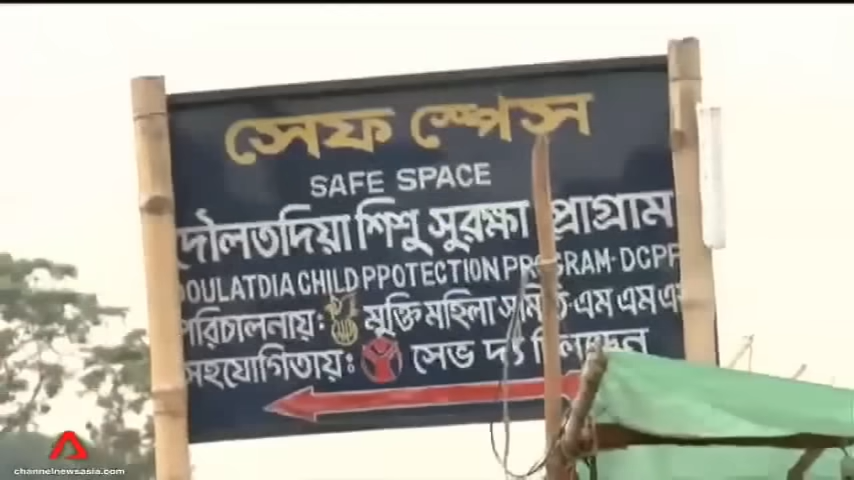 সেফ স্পেস
SAFE SPACE
দৌলতদিয়া শিশু সুরক্ষা প্রোগ্রাম
DOULATDIA CHILD PPOTECTION PROGRAM-DCPP
পরিচালনায়ঃ মুক্তি মহিলা সমিতি এম এম এস
সহযোগিতায়ঃ সেভ দ্য চিলড্রেন
channelnewsasia.com